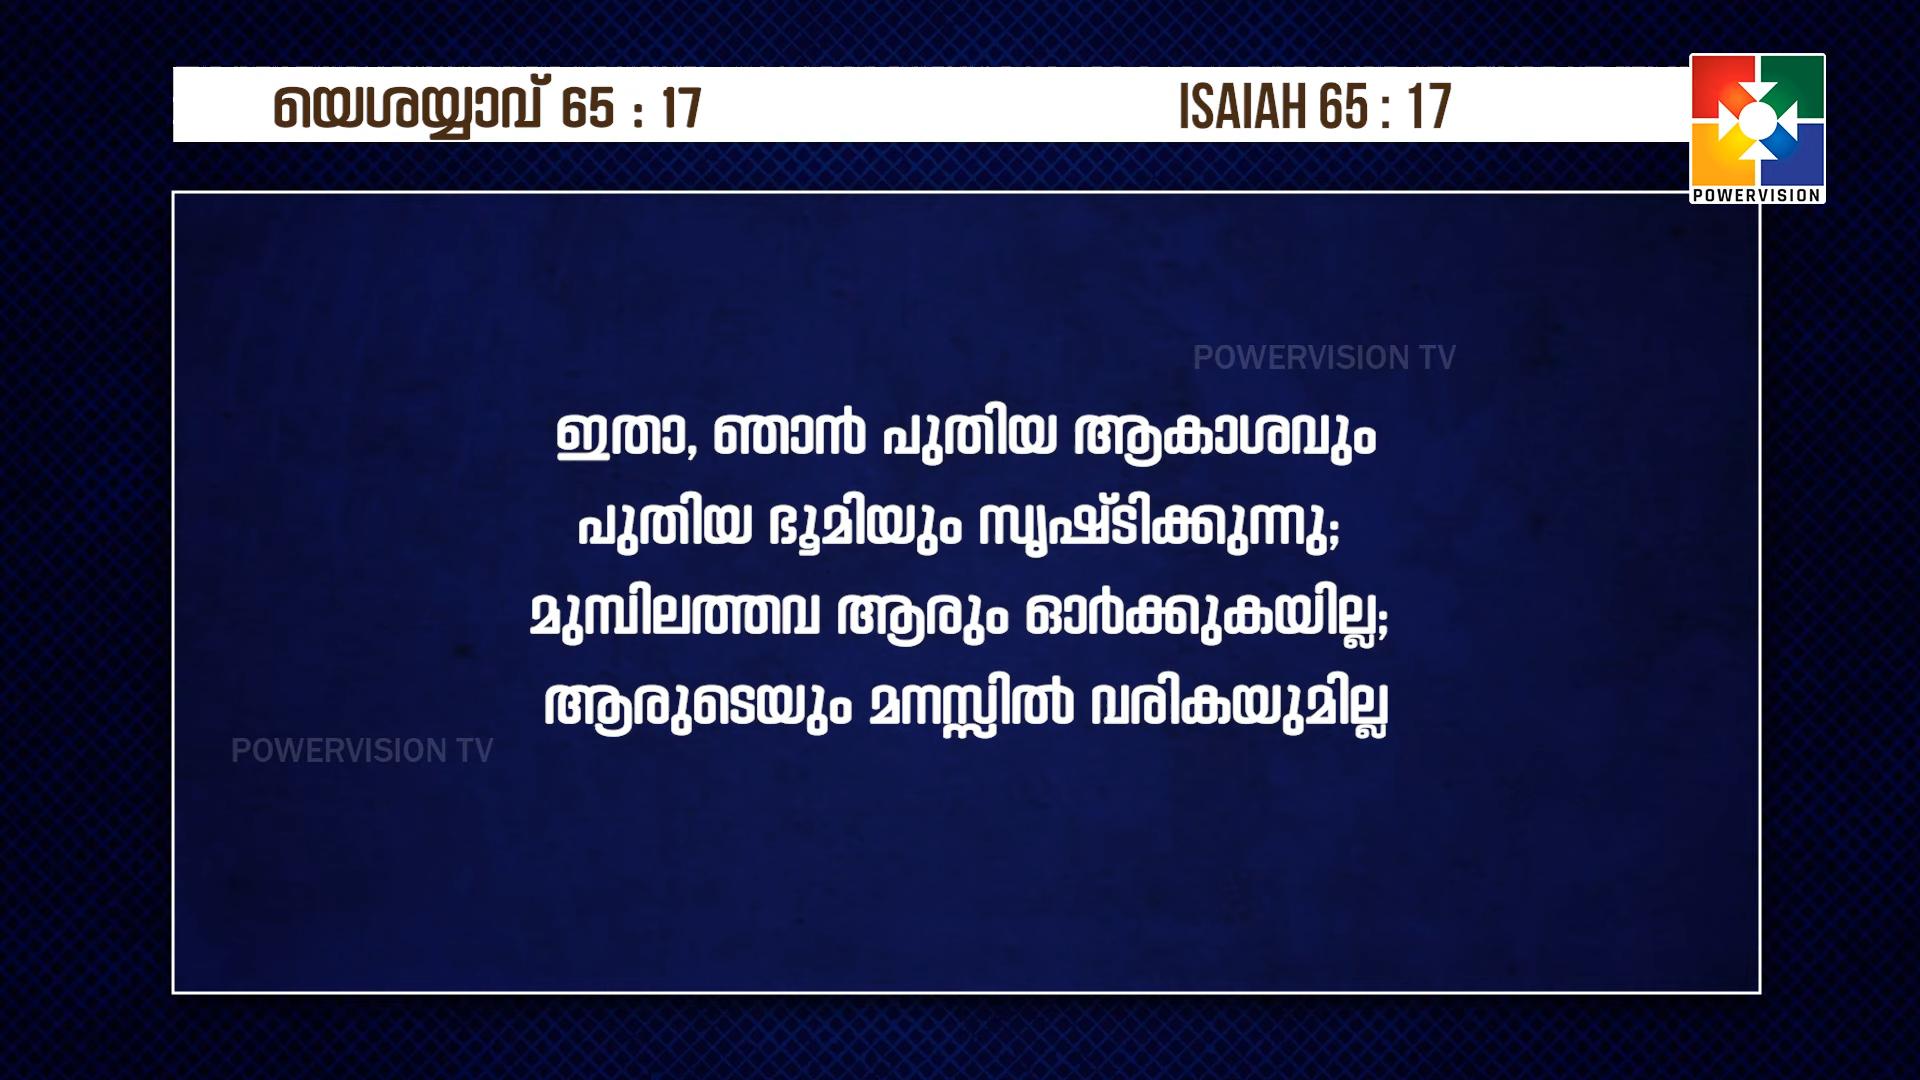 യെശയ്യാവ് 65 : 17
ISAIAH 65 : 17
POWERVISION
POWERVISION TV
ഇതാ, ഞാൻ പുതിയ ആകാശവും
പുതിയ ഭൂമിയും സൃഷ്ടിക്കുന്നു;
മുമ്പിലത്തവ ആരും ഓർക്കുകയില്ല;
ആരുടെയും മനസ്സിൽ വരികയുമില്ല
POWERVISION TV